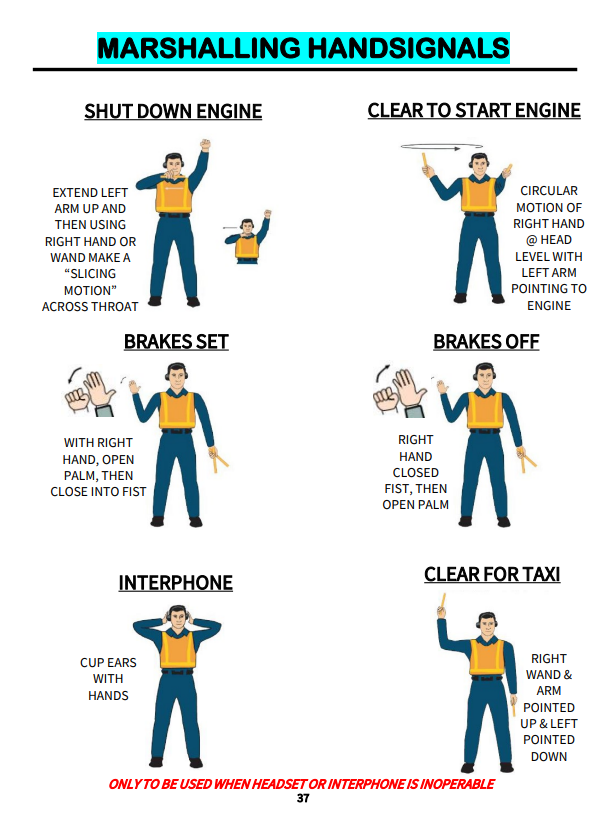 MARSHALLING HANDSIGNALS
SHUT DOWN ENGINE
EXTEND LEFT
ARM UP AND
THEN USING
RIGHT HAND OR
WAND MAKE A
“SLICING
MOTION”
ACROSS THROAT
CLEAR TO START ENGINE
CIRCULAR
MOTION OF
RIGHT HAND
@ HEAD
LEVEL WITH
LEFT ARM
POINTING TO
ENGINE
BRAKES SET
WITH RIGHT
HAND, OPEN
PALM, THEN
CLOSE INTO FIST
BRAKES OFF
RIGHT
HAND
CLOSED
FIST, THEN
OPEN PALM
INTERPHONE
CUP EARS
WITH
HANDS
CLEAR FOR TAXI
RIGHT
WAND &
ARM
POINTED
UP & LEFT
POINTED
DOWN
ONLY TO BE USED WHEN HEADSET OR INTERPHONE IS INOPERABLE
37